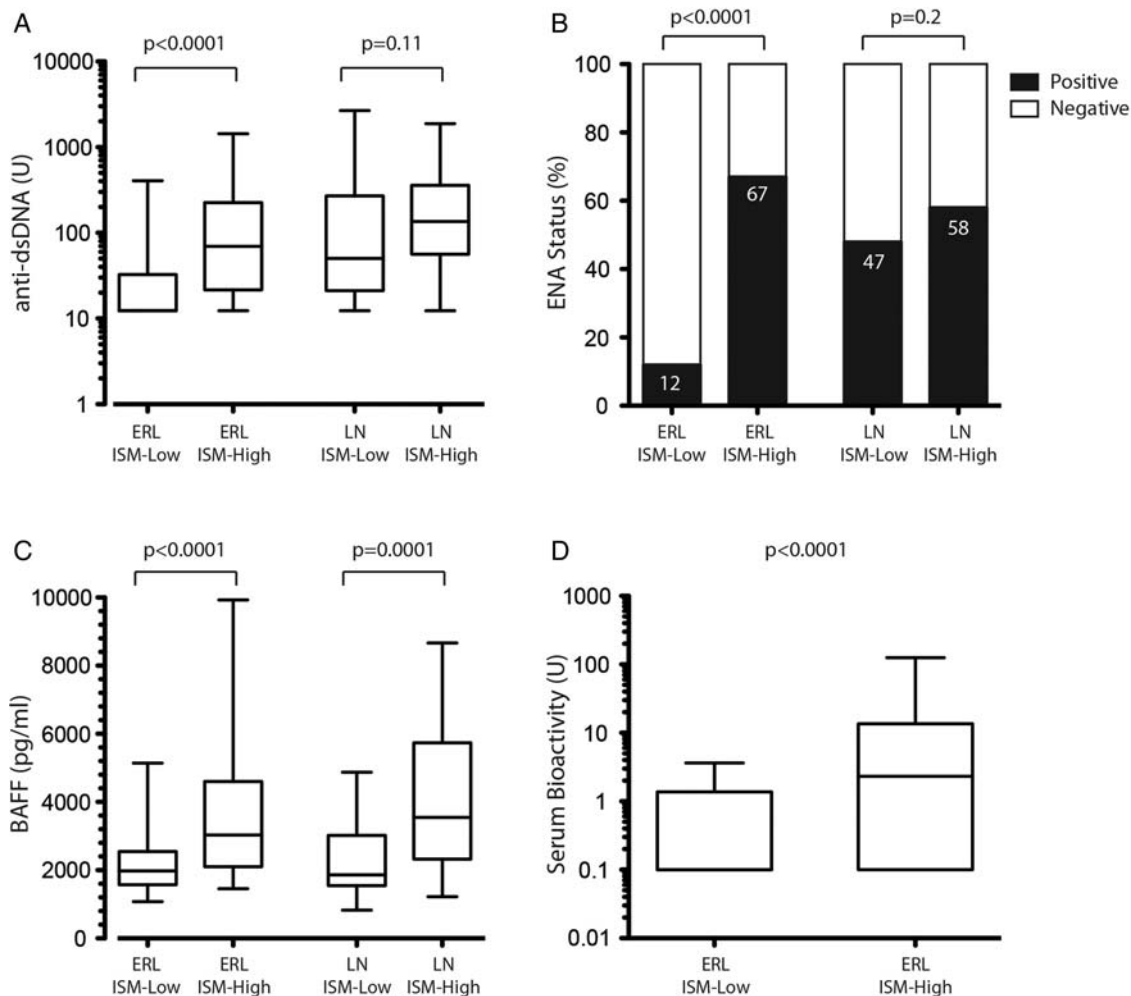 A
p<0.0001
p=0.11
10000
1000
100
10
1
anti-dsDNA (U)
ERL
ISM-Low
ERL
ISM-High
LN
ISM-Low
LN
ISM-High
B
p<0.0001
p=0.2
Positive
Negative
100
80
60
40
20
0
ENA Status (%)
12
67
47
58
ERL
ISM-Low
ERL
ISM-High
LN
ISM-Low
LN
ISM-High
C
p<0.0001
p=0.0001
10000
8000
6000
4000
2000
0
BAFF (pg/ml)
ERL
ISM-Low
ERL
ISM-High
LN
ISM-Low
LN
ISM-High
D
p<0.0001
1000
100
10
1
0.1
0.01
Serum Bioactivity (U)
ERL
ISM-Low
ERL
ISM-High